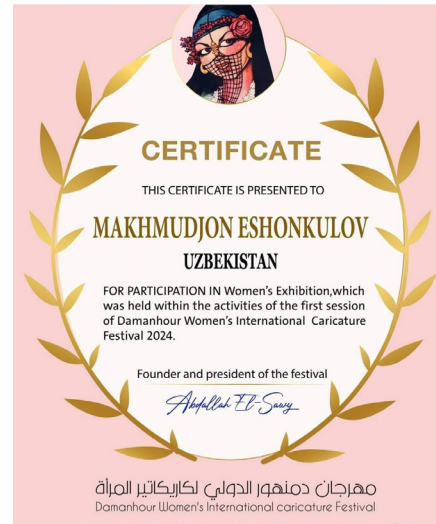 CERTIFICATE
THIS CERTIFICATE IS PRESENTED TO
MAKHMUDJON ESHONKULOV
UZBEKISTAN
FOR PARTICIPATION IN Women's Exhibition,which
was held within the activities of the first session
of Damanhour Women's International Caricature
Festival 2024.
Founder and president of the festival
Abdallah El-Sawy
مهرجان دمنهور الدولي لكاريكاتير المرأة
Damanhour Women's International caricature Festival